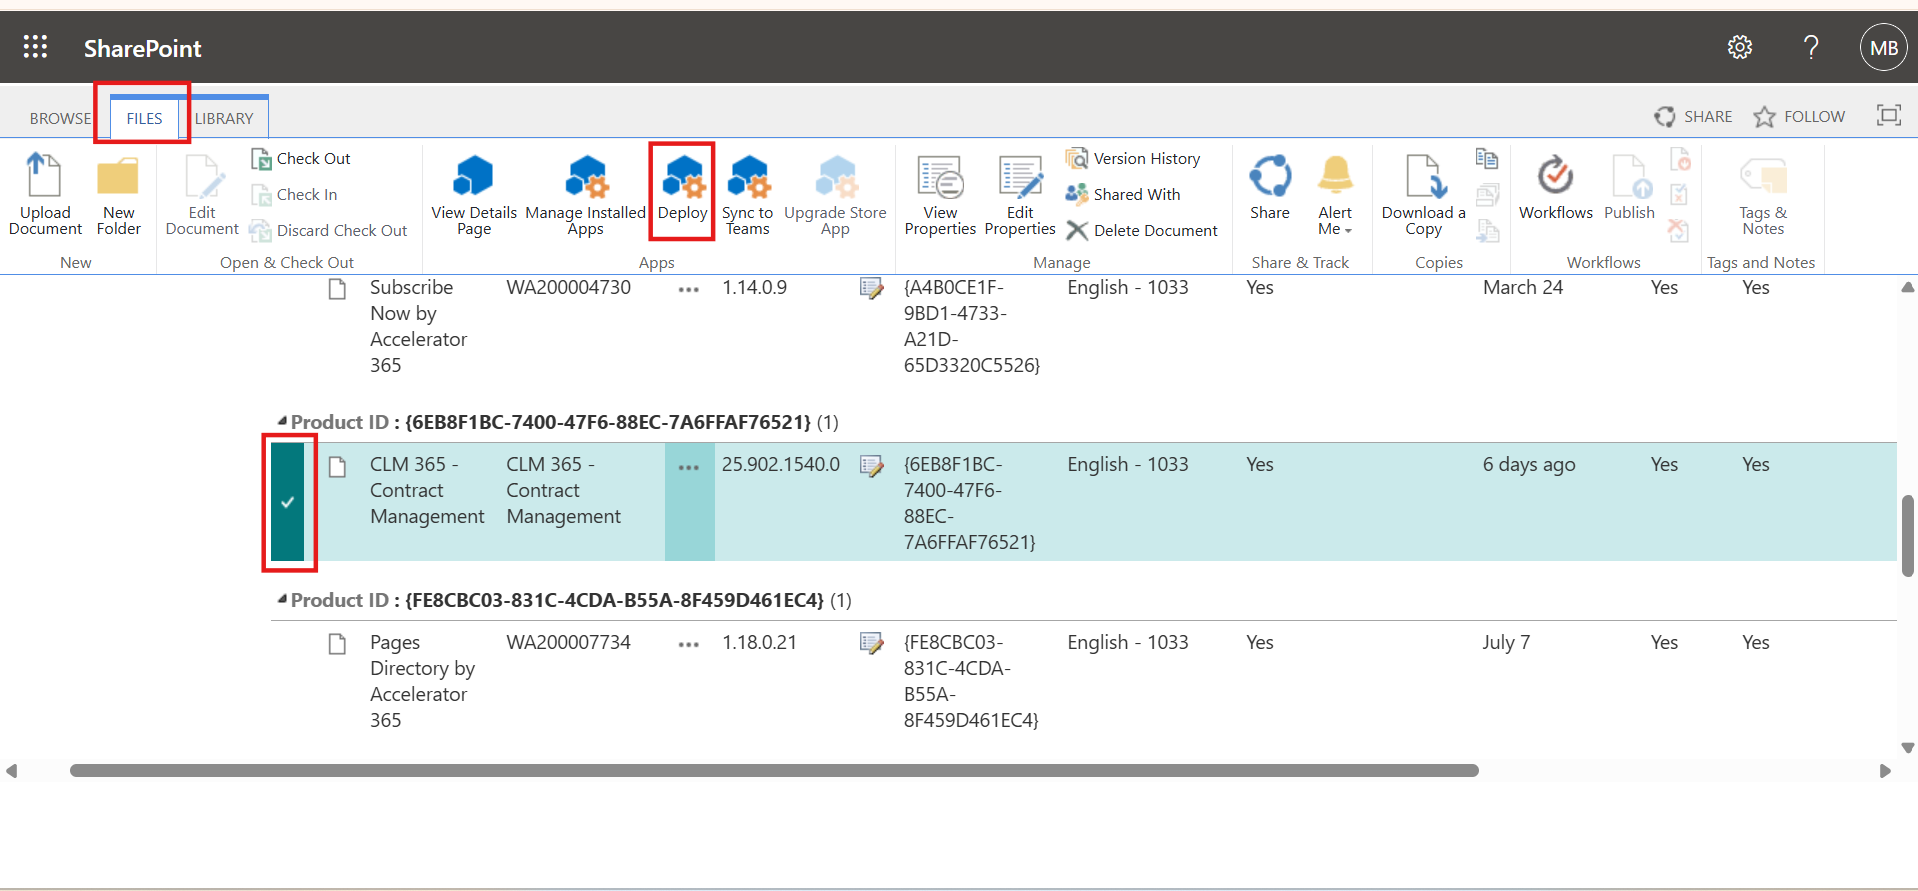 SharePoint
MB
BROWSE
FILES
LIBRARY
SHARE
FOLLOW
Upload
Document
New
Folder
New
Edit
Document
Check Out
Check In
Discard Check Out
Open & Check Out
View Details
Page
Manage Installed
Apps
Deploy
Sync to
Teams
Upgrade Store
App
Apps
View
Properties
Edit
Properties
Version History
Shared With
Delete Document
Manage
Share
Alert
Me
Share & Track
Download a
Copy
Copies
Workflows
Publish
Workflows
Tags &
Notes
Tags and Notes
Subscribe
Now by
Accelerator
365
WA200004730
1.14.0.9
{A4B0CE1F-
9BD1-4733-
A21D-
65D3320C5526}
English - 1033
Yes
March 24
Yes
Yes
Product ID : {6EB8F1BC-7400-47F6-88EC-7A6FFAF76521} (1)
CLM 365 -
Contract
Management
CLM 365 -
Contract
Management
25.902.1540.0
{6EB8F1BC-
7400-47F6-
88EC-
7A6FFAF76521}
English - 1033
Yes
6 days ago
Yes
Yes
Product ID : {FE8CBC03-831C-4CDA-B55A-8F459D461EC4} (1)
Pages
Directory by
Accelerator
365
WA200007734
1.18.0.21
{FE8CBC03-
831C-4CDA-
B55A-
8F459D461EC4}
English - 1033
Yes
July 7
Yes
Yes